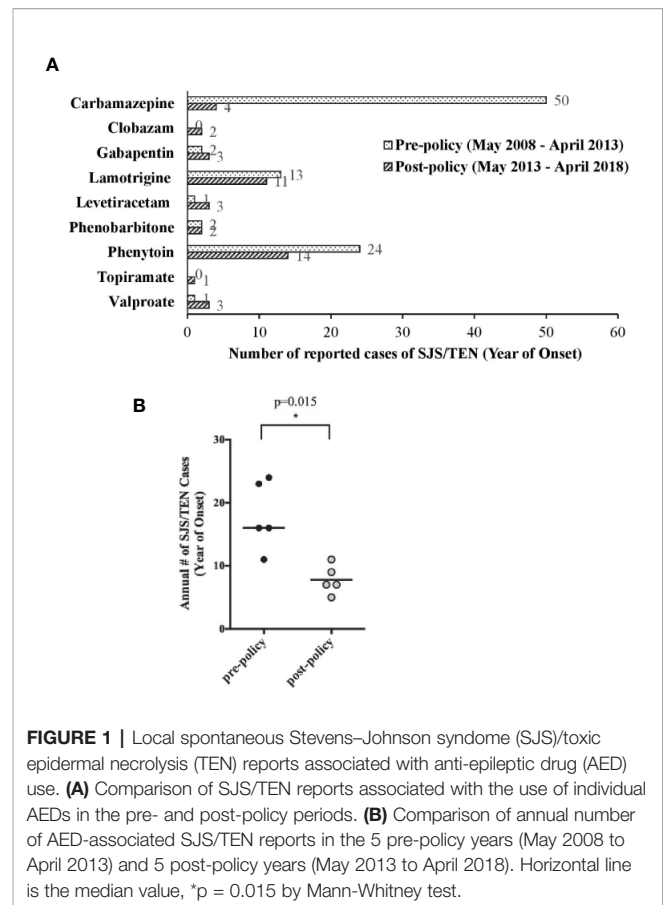 A
Carbamazepine
50
4
Clobazam
0
2
Gabapentin
2
3
Pre-policy (May 2008 - April 2013)
Post-policy (May 2013 - April 2018)
Lamotrigine
13
11
Levetiracetam
1
3
Phenobarbitone
2
2
Phenytoin
24
14
Topiramate
0
1
Valproate
1
3
0 10 20 30 40 50 60
Number of reported cases of SJS/TEN (Year of Onset)
B
p=0.015
*
Annual # of SJS/TEN Cases
(Year of Onset)
30
20
10
0
pre-policy
post-policy
FIGURE 1 | Local spontaneous Stevens–Johnson syndome (SJS)/toxic
epidermal necrolysis (TEN) reports associated with anti-epileptic drug (AED)
use. (A) Comparison of SJS/TEN reports associated with the use of individual
AEDs in the pre- and post-policy periods. (B) Comparison of annual number
of AED-associated SJS/TEN reports in the 5 pre-policy years (May 2008 to
April 2013) and 5 post-policy years (May 2013 to April 2018). Horizontal line
is the median value, *p = 0.015 by Mann-Whitney test.